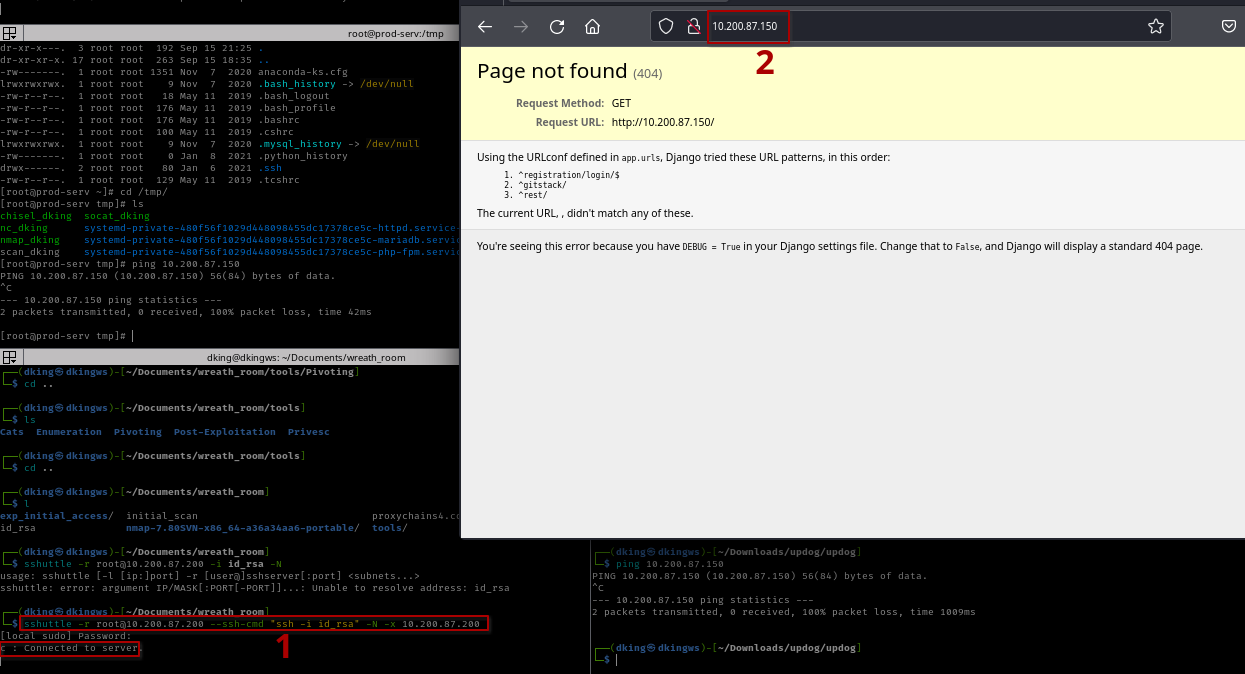 root@prod-serv:/tmp
dr-xr-x---.  3 root root  192 Sep 15 21:25 .
dr-xr-xr-x. 17 root root  263 Sep 15 18:35 ..
-rw-------.  1 root root 1351 Nov  7  2020 anaconda-ks.cfg
lrwxrwxrwx.  1 root root    9 Nov  7  2020 .bash_history -> /dev/null
-rw-r--r--.  1 root root   18 May 11  2019 .bash_logout
-rw-r--r--.  1 root root  176 May 11  2019 .bash_profile
-rw-r--r--.  1 root root  176 May 11  2019 .bashrc
-rw-r--r--.  1 root root  100 May 11  2019 .cshrc
lrwxrwxrwx.  1 root root    9 Nov  7  2020 .mysql_history -> /dev/null
-rw-------.  1 root root    0 Jan  8  2021 .python_history
drwx------.  2 root root   80 Jan  6  2021 .ssh
-rw-r--r--.  1 root root  129 May 11  2019 .tcshrc
[root@prod-serv ~]# cd /tmp/
[root@prod-serv tmp]# ls
chisel_dking  socat_dking
nc_dking      systemd-private-480f56f1029d448098455dc17378ce5c-httpd.service-
nmap_dking    systemd-private-480f56f1029d448098455dc17378ce5c-mariadb.servic
scan_dking    systemd-private-480f56f1029d448098455dc17378ce5c-php-fpm.servic
[root@prod-serv tmp]# ping 10.200.87.150
PING 10.200.87.150 (10.200.87.150) 56(84) bytes of data.
^C
--- 10.200.87.150 ping statistics ---
2 packets transmitted, 0 received, 100% packet loss, time 42ms
[root@prod-serv tmp]#
10.200.87.150
2
Page not found (404)
Request Method: GET
Request URL: http://10.200.87.150/
Using the URLconf defined in app.urls, Django tried these URL patterns, in this order:
1. ^registration/login/$
2. ^gitstack/
3. ^rest/
The current URL, , didn't match any of these.
You're seeing this error because you have DEBUG = True in your Django settings file. Change that to False, and Django will display a standard 404 page.
dking@dkingws: ~/Documents/wreath_room
┌──(dking㉿dkingws)-[~/Documents/wreath_room/tools/Pivoting]
└─$ cd ..
┌──(dking㉿dkingws)-[~/Documents/wreath_room/tools]
└─$ ls
Cats  Enumeration  Pivoting  Post-Exploitation  Privesc
┌──(dking㉿dkingws)-[~/Documents/wreath_room/tools]
└─$ cd ..
┌──(dking㉿dkingws)-[~/Documents/wreath_room]
└─$ l
exp_initial_access/  initial_scan  proxychains4.co
id_rsa  nmap-7.80SVN-x86_64-a36a34aa6-portable/  tools/
┌──(dking㉿dkingws)-[~/Documents/wreath_room]
└─$ sshuttle -r root@10.200.87.200 -i id_rsa -N
usage: sshuttle [-l [ip:]port] -r [user@]sshserver[:port] <subnets...>
sshuttle: error: argument IP/MASK[:PORT[-PORT]]...: Unable to resolve address: id_rsa
┌──(dking㉿dkingws)-[~/Documents/wreath_room]
└─$ sshuttle -r root@10.200.87.200 --ssh-cmd "ssh -i id_rsa" -N -x 10.200.87.200
[local sudo] Password:
c : Connected to server.
1
┌──(dking㉿dkingws)-[~/Downloads/updog/updog]
└─$ ping 10.200.87.150
PING 10.200.87.150 (10.200.87.150) 56(84) bytes of data.
^C
--- 10.200.87.150 ping statistics ---
2 packets transmitted, 0 received, 100% packet loss, time 1009ms
┌──(dking㉿dkingws)-[~/Downloads/updog/updog]
└─$